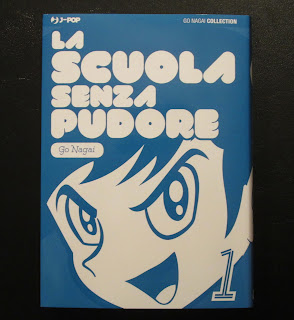 J-POP
GO NAGAI COLLECTION
LA
SCUOLA
SENZA
PUDORE
Go Nagai
1